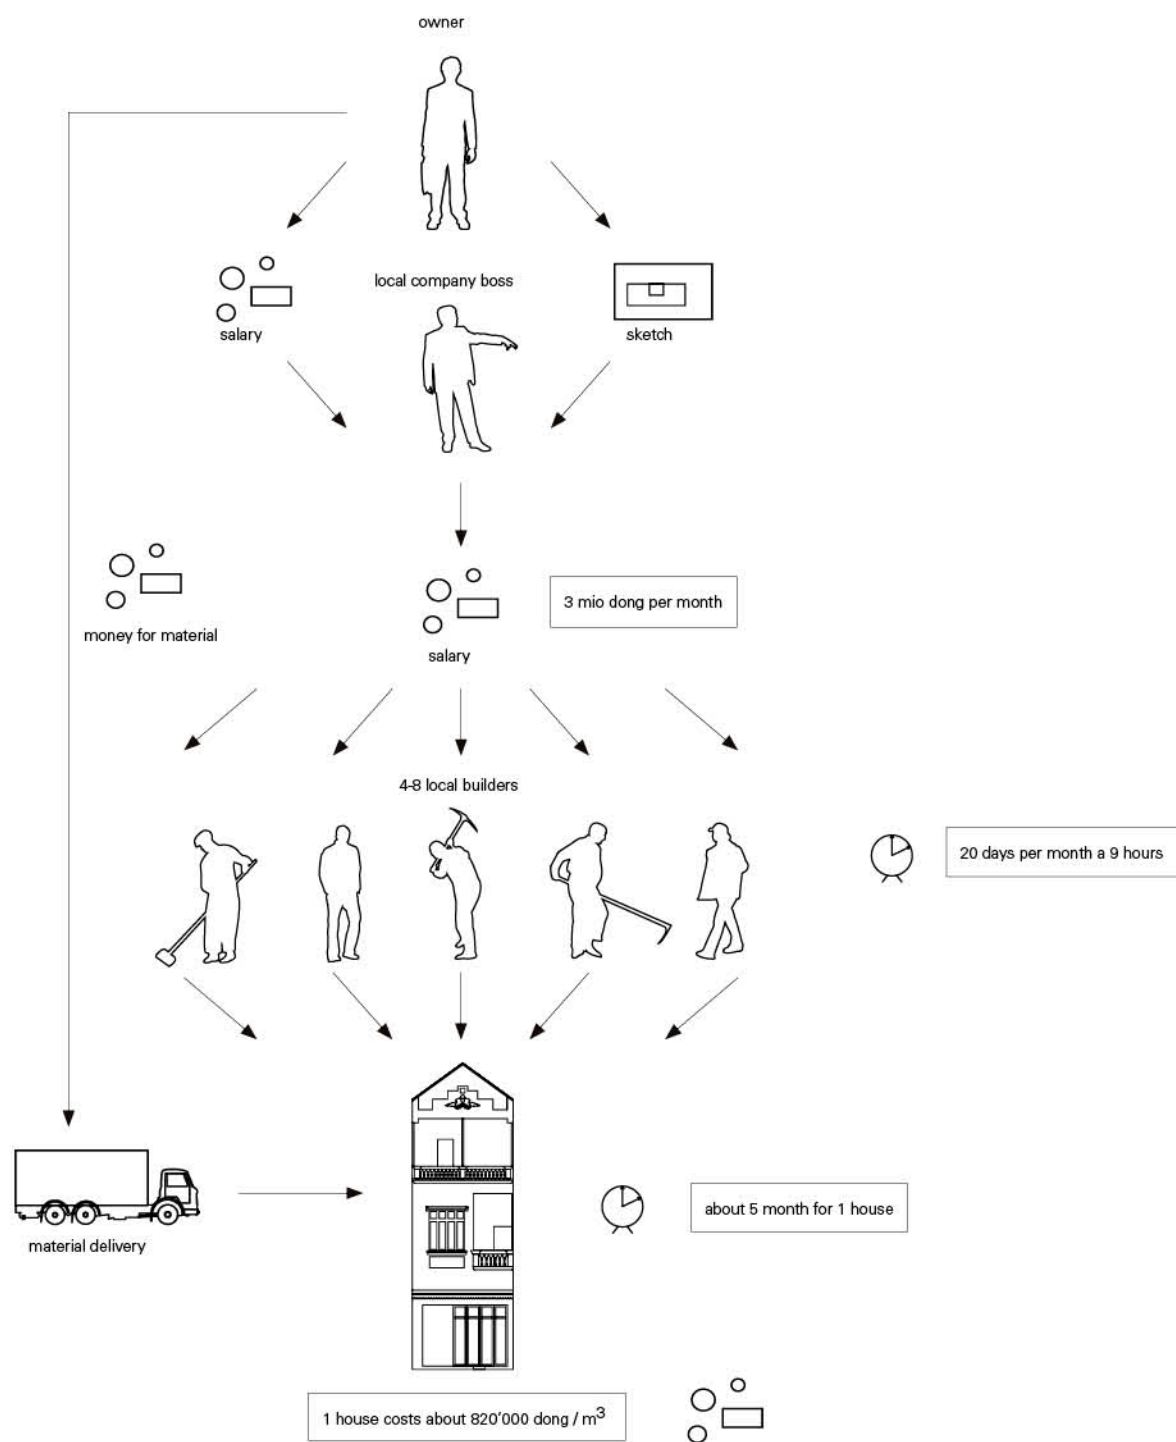 owner
local company boss
salary
sketch
3 mio dong per month
money for material
salary
4-8 local builders
20 days per month a 9 hours
about 5 month for 1 house
material delivery
1 house costs about 820'000 dong / m³